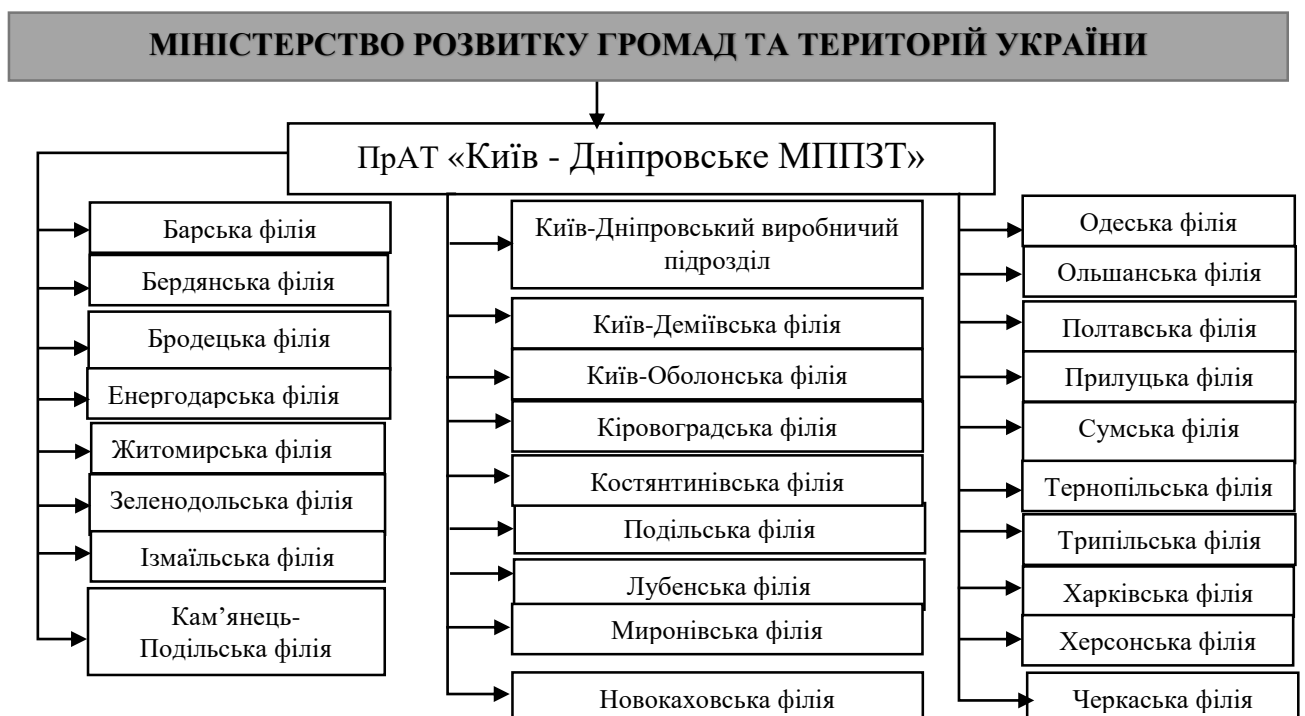 МІНІСТЕРСТВО РОЗВИТКУ ГРОМАД ТА ТЕРИТОРІЙ УКРАЇНИ
ПрАТ «Київ - Дніпровське МППЗТ»
Барська філія
Бердянська філія
Бродецька філія
Енергодарська філія
Житомирська філія
Зеленодольська філія
Ізмаїльська філія
Кам’янець-
Подільська філія
Київ-Дніпровський виробничий
підрозділ
Київ-Деміївська філія
Київ-Оболонська філія
Кіровоградська філія
Костянтинівська філія
Подільська філія
Лубенська філія
Миронівська філія
Новокаховська філія
Одеська філія
Ольшанська філія
Полтавська філія
Прилуцька філія
Сумська філія
Тернопільська філія
Трипільська філія
Харківська філія
Херсонська філія
Черкаська філія